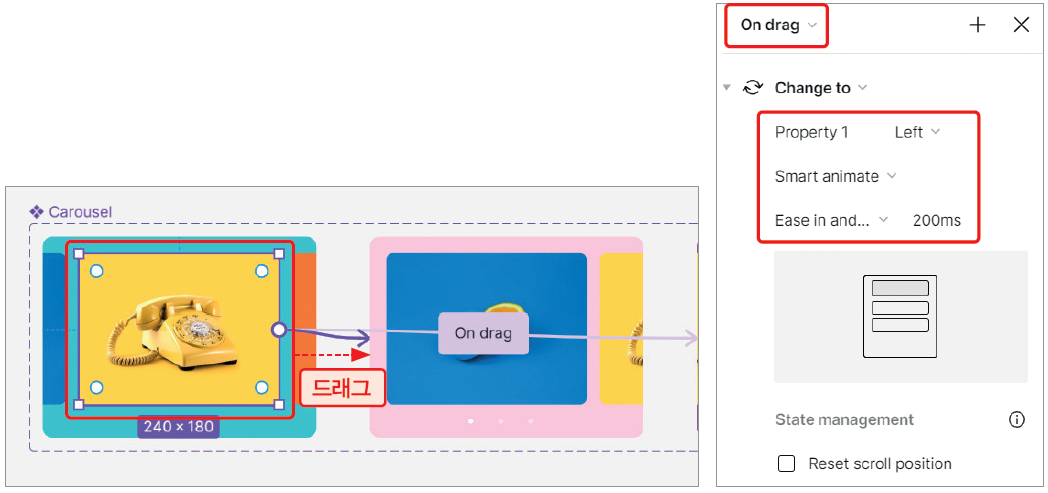 Carousel
On drag
드래그
240 × 180
On drag
Change to
Property 1 Left
Smart animate
Ease in and... 200ms
State management
Reset scroll position